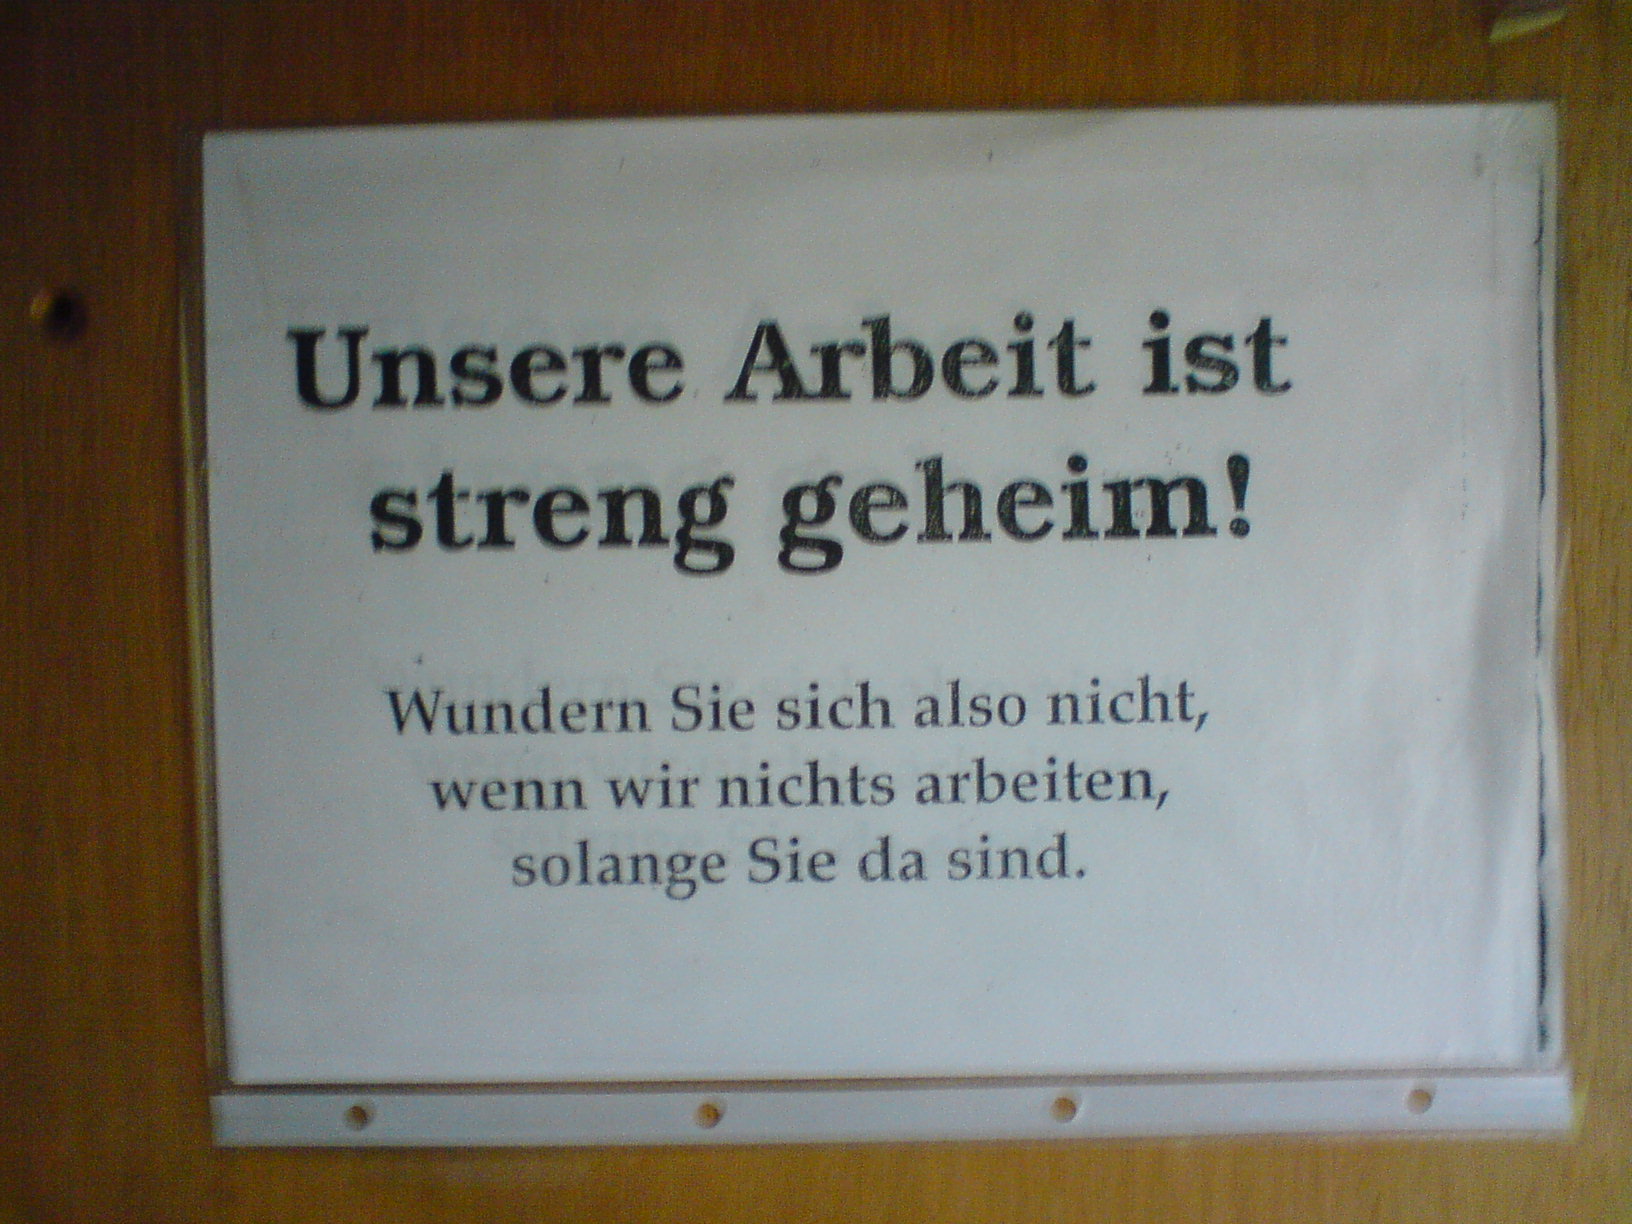 Unsere Arbeit ist
streng geheim!
Wundern Sie sich also nicht,
wenn wir nichts arbeiten,
solange Sie da sind.